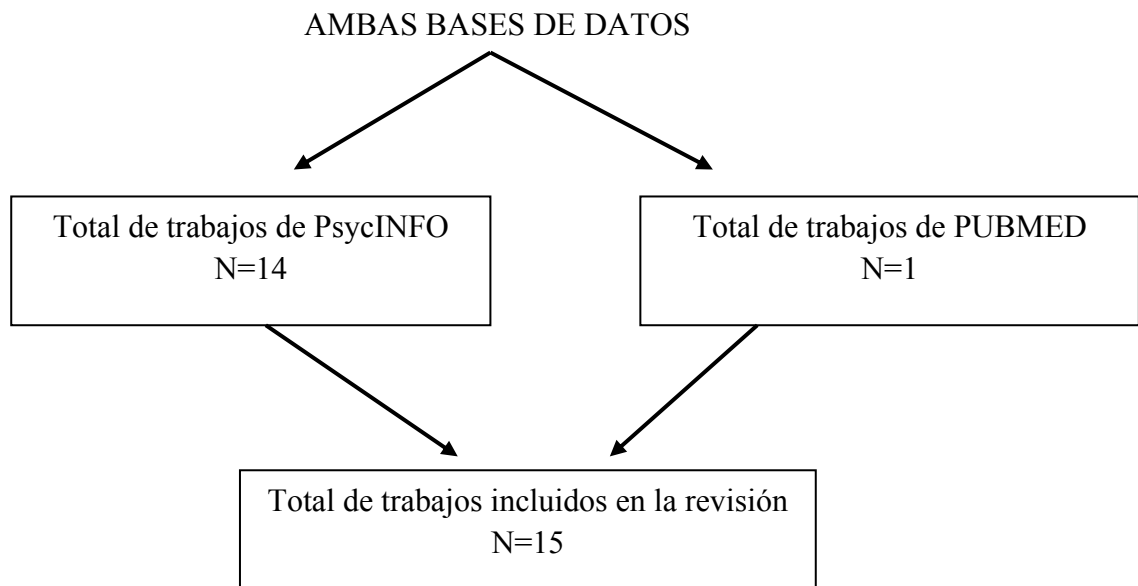 AMBAS BASES DE DATOS
Total de trabajos de PsycINFO
N=14
Total de trabajos de PUBMED
N=1
Total de trabajos incluidos en la revisión
N=15